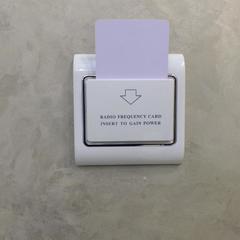 RADIO FREQUENCY CARD
INSERT TO GAIN POWER